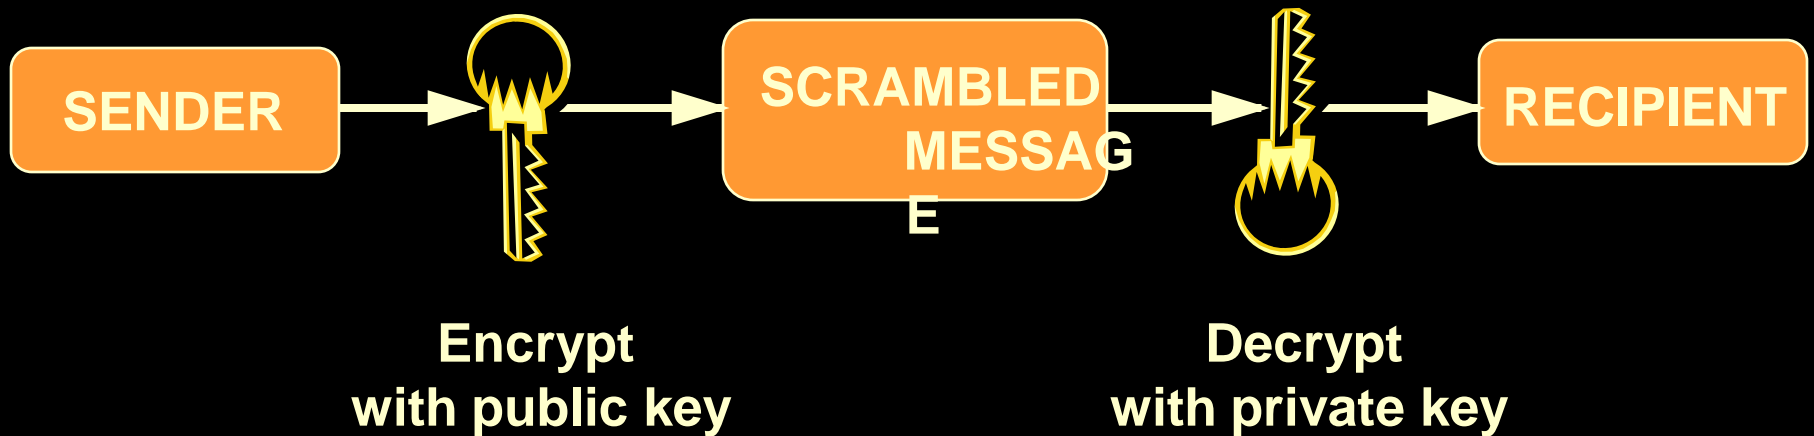 SENDER
SCRAMBLED
MESSAG
E
RECIPIENT
Encrypt
with public key
Decrypt
with private key